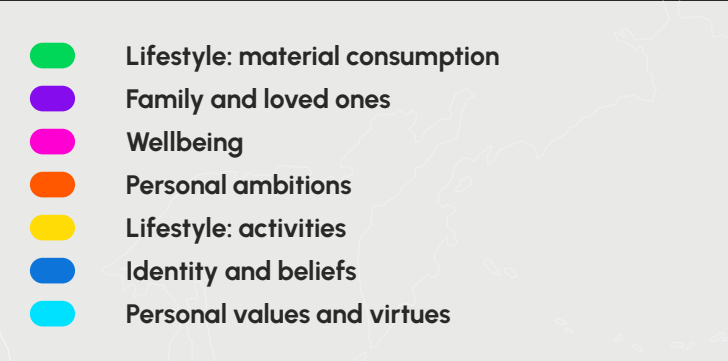 Lifestyle: material consumption
Family and loved ones
Wellbeing
Personal ambitions
Lifestyle: activities
Identity and beliefs
Personal values and virtues